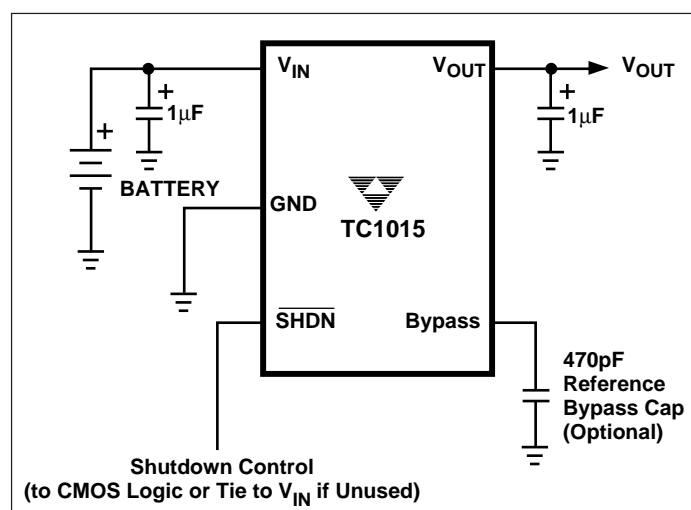 V_IN
V_OUT
V_OUT
+
1µF
+
1µF
+
BATTERY
GND
TC1015
SHDN
Bypass
470pF
Reference
Bypass Cap
(Optional)
Shutdown Control
(to CMOS Logic or Tie to V_IN if Unused)